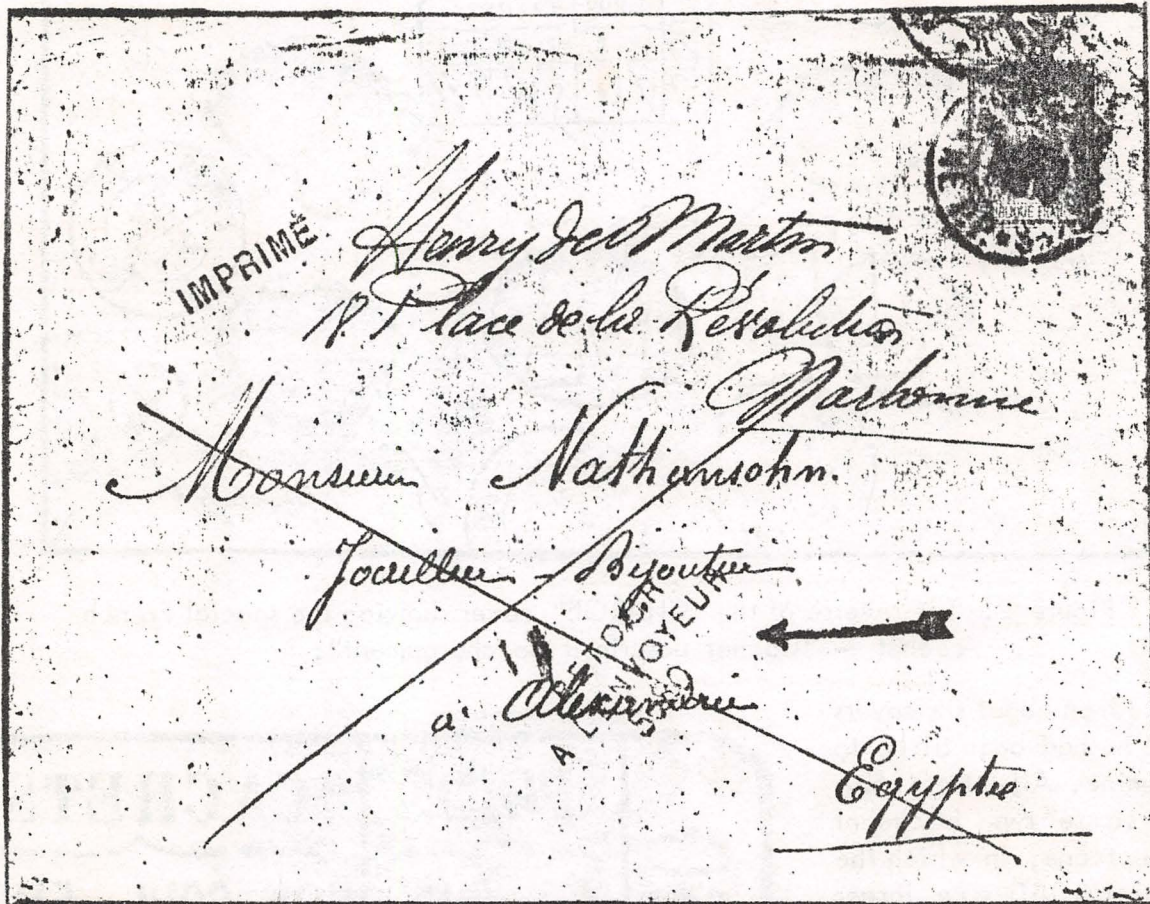 IMPRIMÉ
Henry de Martin
18. Place de la Révolution
Narbonne
Monsieur Nathansohn.
Joaillier - Bijoutier
RETOUR
A L'ENVOYEUR
à Alexandrie
Egypte